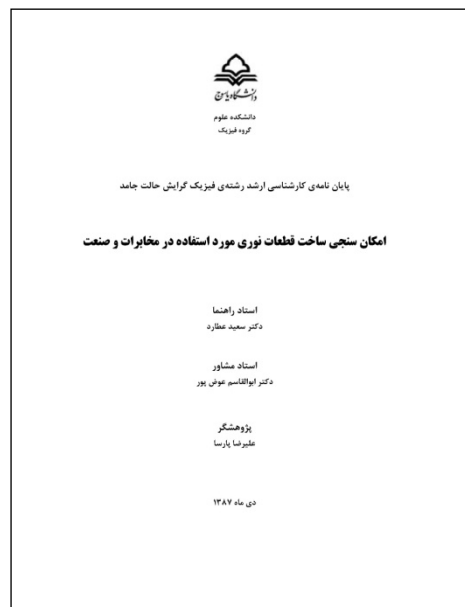 دانشگاه یاسوج
دانشکده علوم
گروه فیزیک
پایان نامه‌ی کارشناسی ارشد رشته‌ی فیزیک گرایش حالت جامد
امکان سنجی ساخت قطعات نوری مورد استفاده در مخابرات و صنعت
استاد راهنما
دکتر سعید عطارد
استاد مشاور
دکتر ابوالقاسم عوض پور
پژوهشگر
علیرضا پارسا
دی ماه ۱۳۸۷